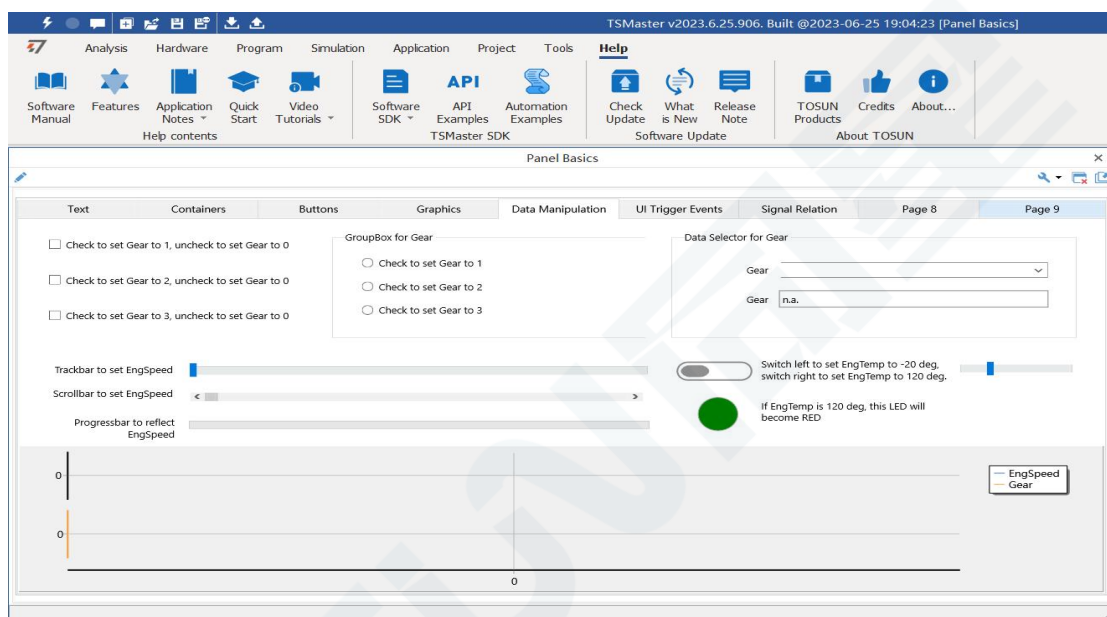 TSMaster v2023.6.25.906. Built @2023-06-25 19:04:23 [Panel Basics]
Analysis Hardware Program Simulation Application Project Tools Help
Software Manual
Features
Application Notes
Quick Start
Video Tutorials
Software SDK
API
API Examples
Automation Examples
Check Update
What is New
Release Note
TOSUN Products
Credits
About...
Help contents
TSMaster SDK
Software Update
About TOSUN
Panel Basics
Text Containers Buttons Graphics Data Manipulation UI Trigger Events Signal Relation Page 8 Page 9
Check to set Gear to 1, uncheck to set Gear to 0
Check to set Gear to 2, uncheck to set Gear to 0
Check to set Gear to 3, uncheck to set Gear to 0
GroupBox for Gear
Check to set Gear to 1
Check to set Gear to 2
Check to set Gear to 3
Data Selector for Gear
Gear
Gear n.a.
Trackbar to set EngSpeed
Scrollbar to set EngSpeed
Progressbar to reflect
EngSpeed
Switch left to set EngTemp to -20 deg,
switch right to set EngTemp to 120 deg.
If EngTemp is 120 deg, this LED will
become RED
0
0
0
EngSpeed
Gear